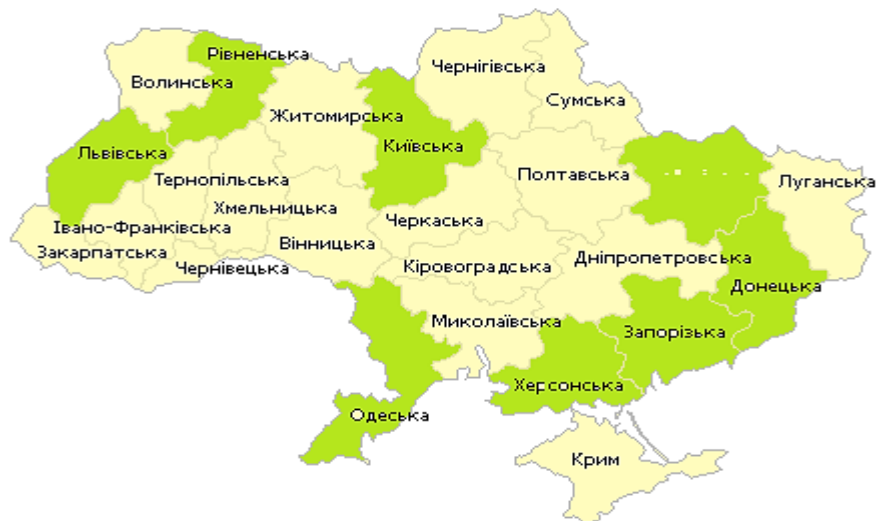 Рівненська
Волинська
Чернігівська
Сумська
Житомирська
Київська
Львівська
Полтавська
Тернопільська
Луганська
Хмельницька
Черкаська
Івано-Франківська
Вінницька
Закарпатська
Чернівецька
Кіровоградська
Дніпропетровська
Донецька
Миколаївська
Запорізька
Херсонська
Одеська
Крим